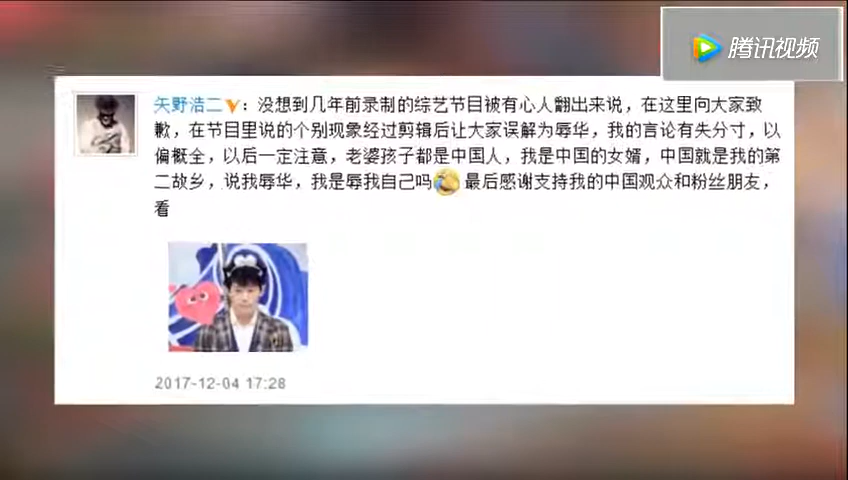 腾讯视频
矢野浩二：没想到几年前录制的综艺节目被有心人翻出来说，在这里向大家致
歉，在节目里说的个别现象经过剪辑后让大家误解为辱华，我的言论有失分寸，以
偏概全，以后一定注意，老婆孩子都是中国人，我是中国的女婿，中国就是我的第
二故乡，说我辱华，我是辱我自己吗 最后感谢支持我的中国观众和粉丝朋友，
看
2017-12-04 17:28